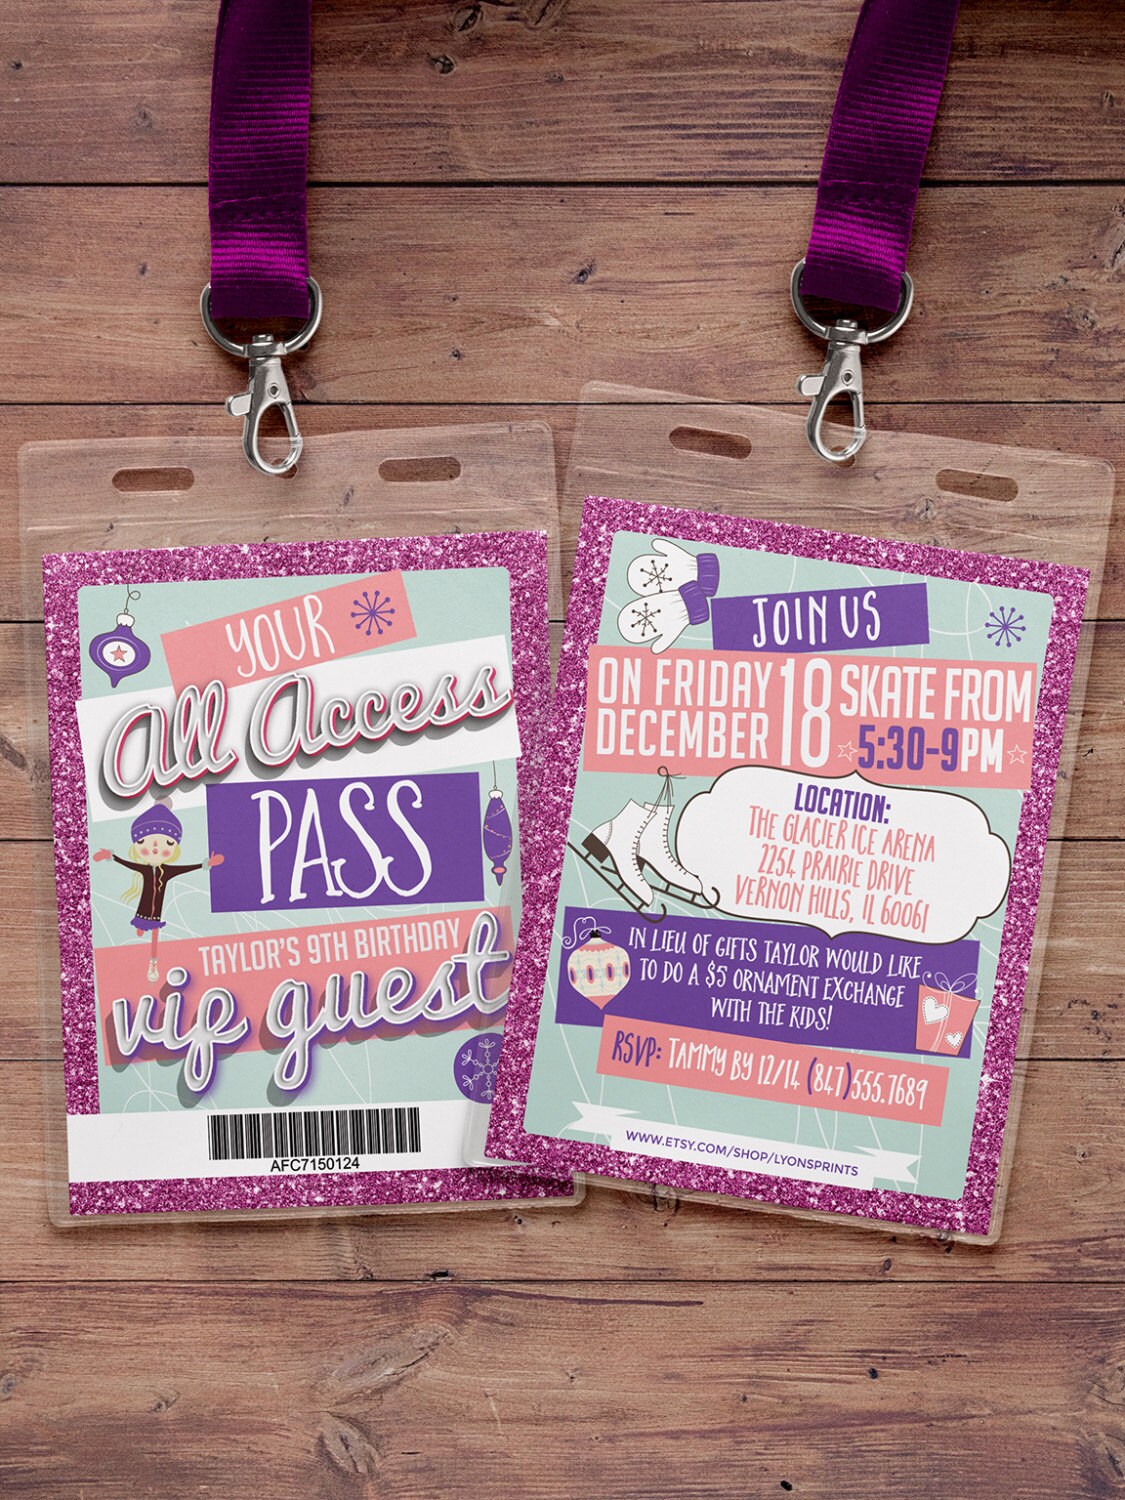 YOUR
All Access
PASS
TAYLOR'S 9TH BIRTHDAY
vip guest
AFC7150124
JOIN US
ON FRIDAY
DECEMBER
18
SKATE FROM
5:30-9PM
LOCATION:
THE GLACIER ICE ARENA
2254 PRAIRIE DRIVE
VERNON HILLS, IL 60061
IN LIEU OF GIFTS TAYLOR WOULD LIKE
TO DO A $5 ORNAMENT EXCHANGE
WITH THE KIDS!
RSVP: TAMMY BY 12/14 (847)555.7689
WWW.ETSY.COM/SHOP/LYONSPRINTS